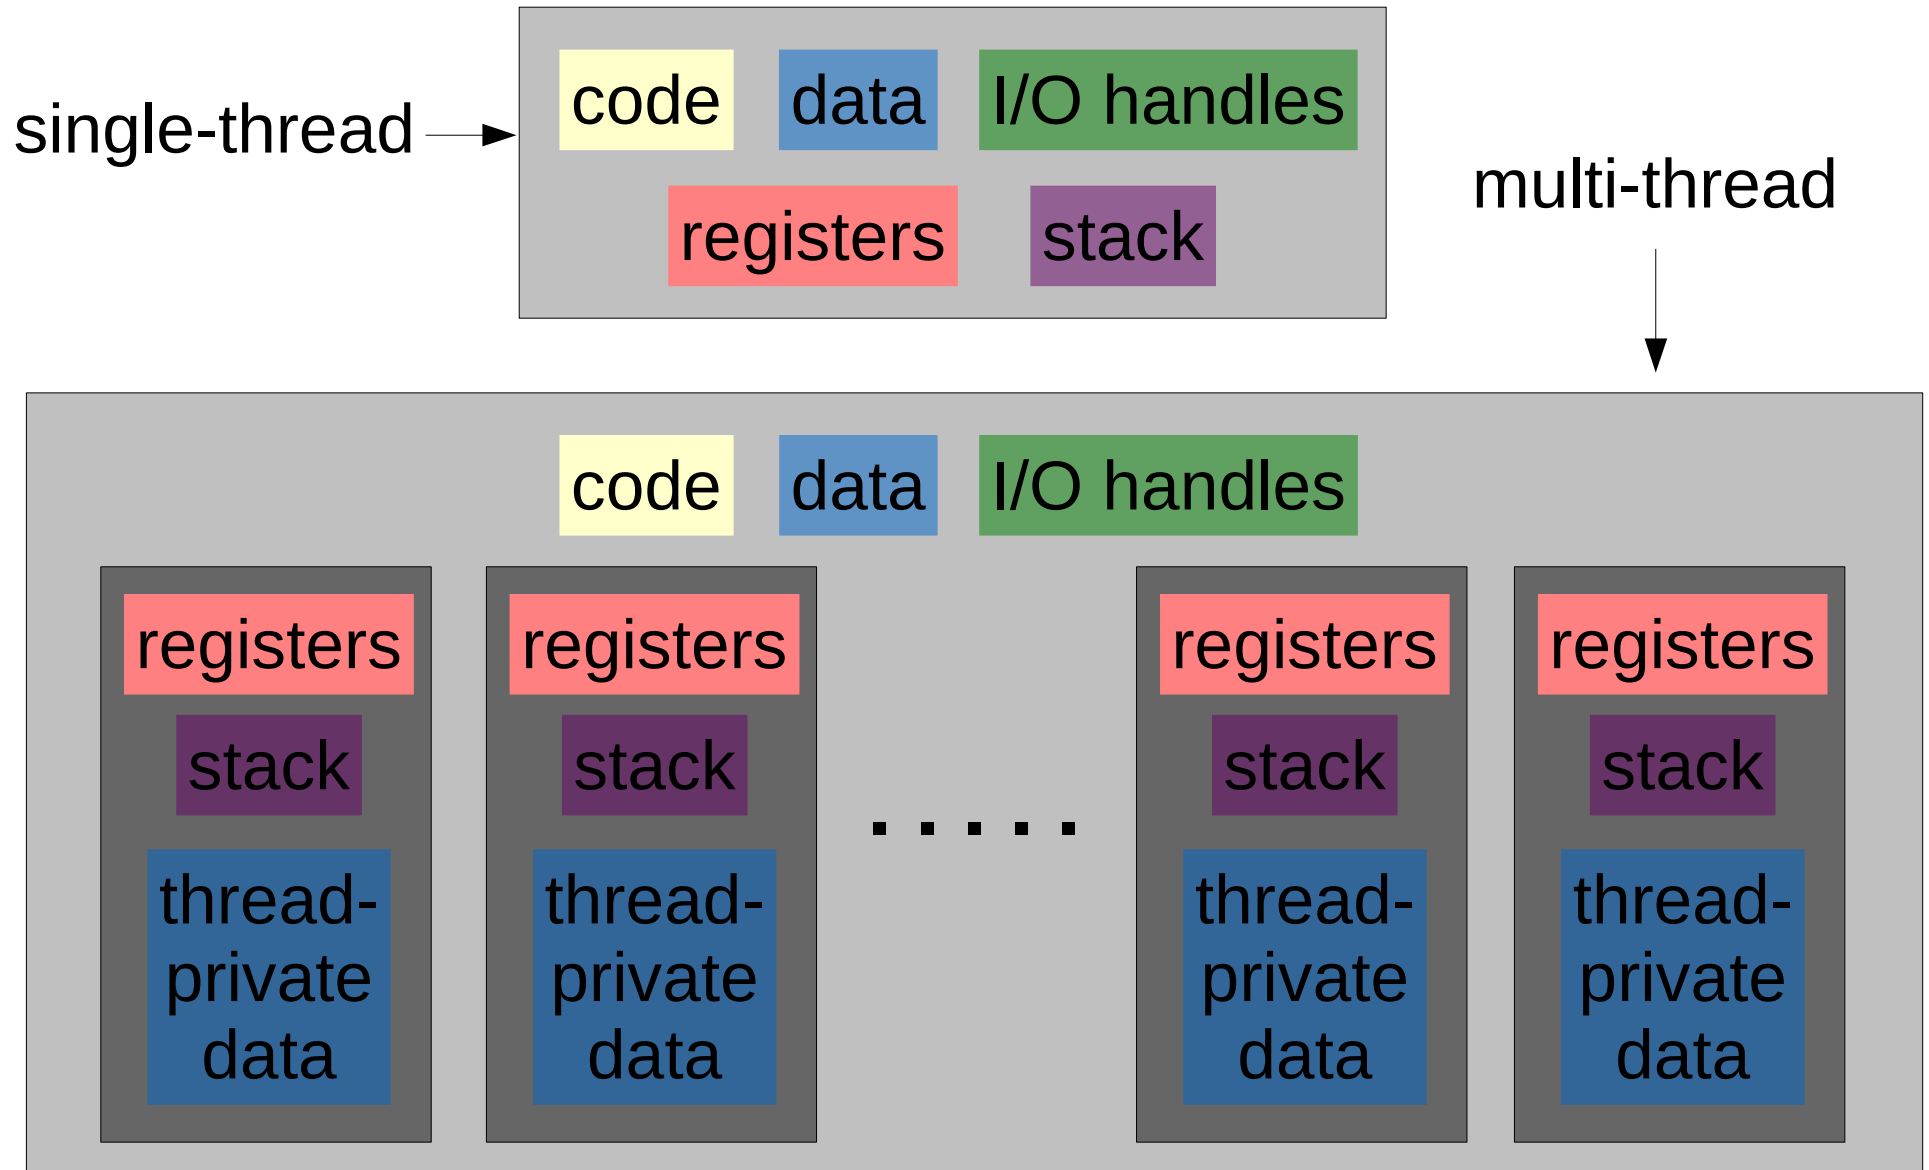 code data I/O handles
single-thread
multi-thread
registers stack
code data I/O handles
registers registers registers registers
stack stack stack stack
. . . . .
thread- thread- thread- thread-
private private private private
data data data data